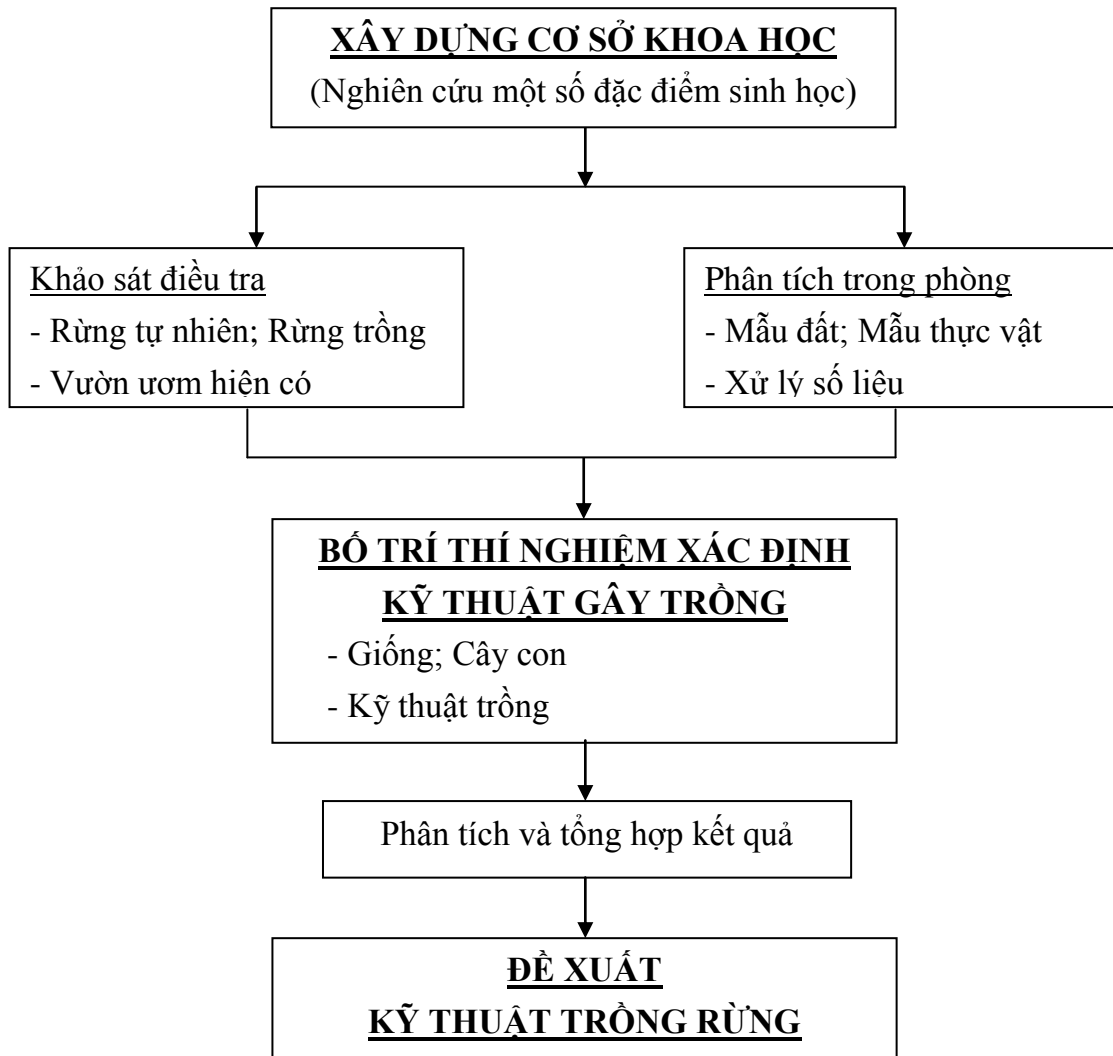 XÂY DỰNG CƠ SỞ KHOA HỌC
(Nghiên cứu một số đặc điểm sinh học)
Khảo sát điều tra
- Rừng tự nhiên; Rừng trồng
- Vườn ươm hiện có
Phân tích trong phòng
- Mẫu đất; Mẫu thực vật
- Xử lý số liệu
BỐ TRÍ THÍ NGHIỆM XÁC ĐỊNH
KỸ THUẬT GÂY TRỒNG
- Giống; Cây con
- Kỹ thuật trồng
Phân tích và tổng hợp kết quả
ĐỀ XUẤT
KỸ THUẬT TRỒNG RỪNG